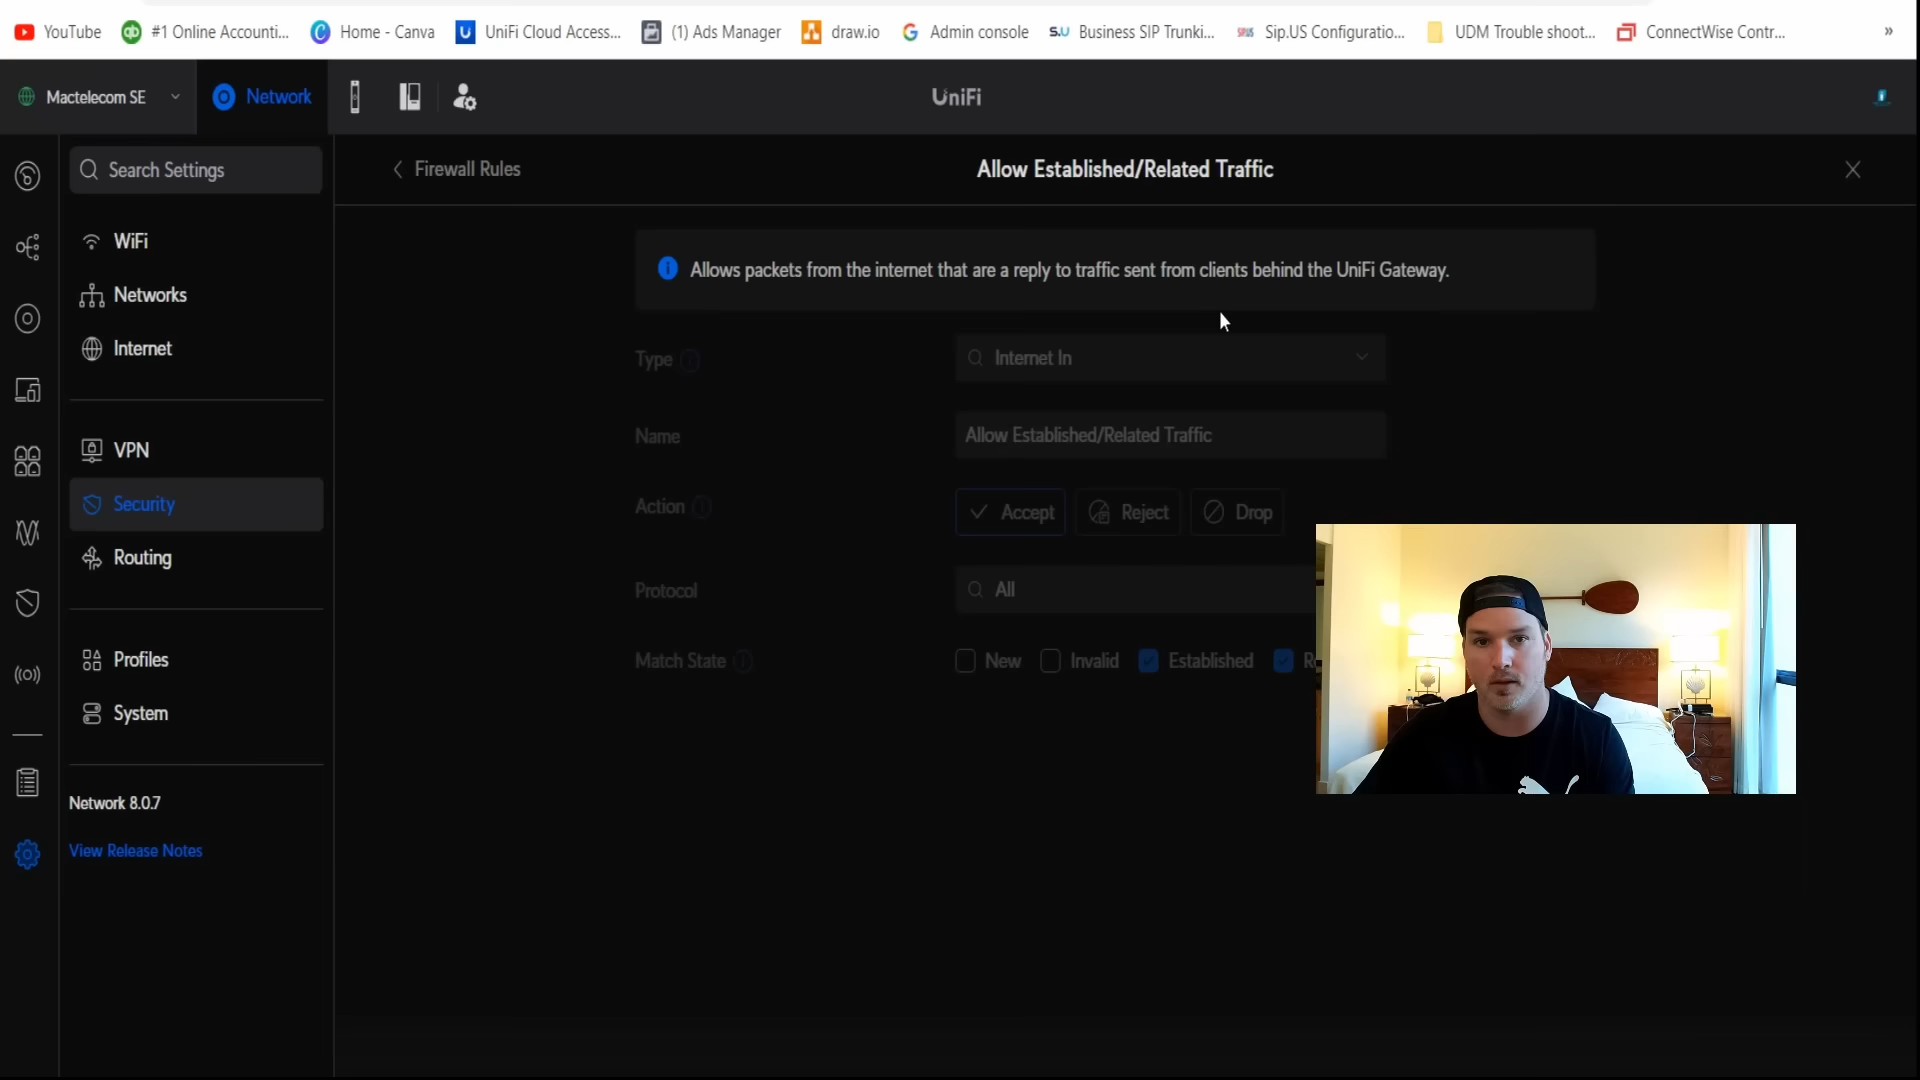 YouTube
#1 Online Accounti...
Home - Canva
UniFi Cloud Access...
(1) Ads Manager
draw.io
Admin console
S.U Business SIP Trunki...
Sip.US Configuratio...
UDM Trouble shoot...
ConnectWise Contr...
»
Mactelecom SE
Network
UniFi
Search Settings
Firewall Rules
Allow Established/Related Traffic
WiFi
Networks
Internet
VPN
Security
Routing
Profiles
System
Network 8.0.7
View Release Notes
Allows packets from the internet that are a reply to traffic sent from clients behind the UniFi Gateway.
Type
Internet In
Name
Allow Established/Related Traffic
Action
Accept Reject Drop
Protocol
All
Match State
New Invalid Established